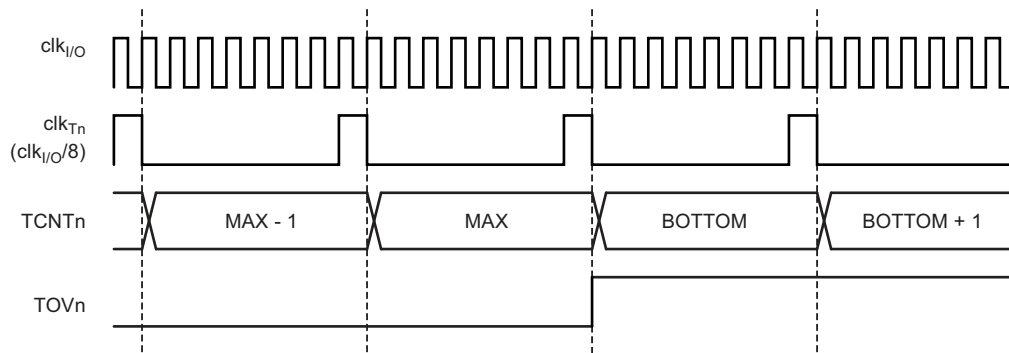 clkI/O
clkTn
(clkI/O/8)
TCNTn MAX - 1 MAX BOTTOM BOTTOM + 1
TOVn